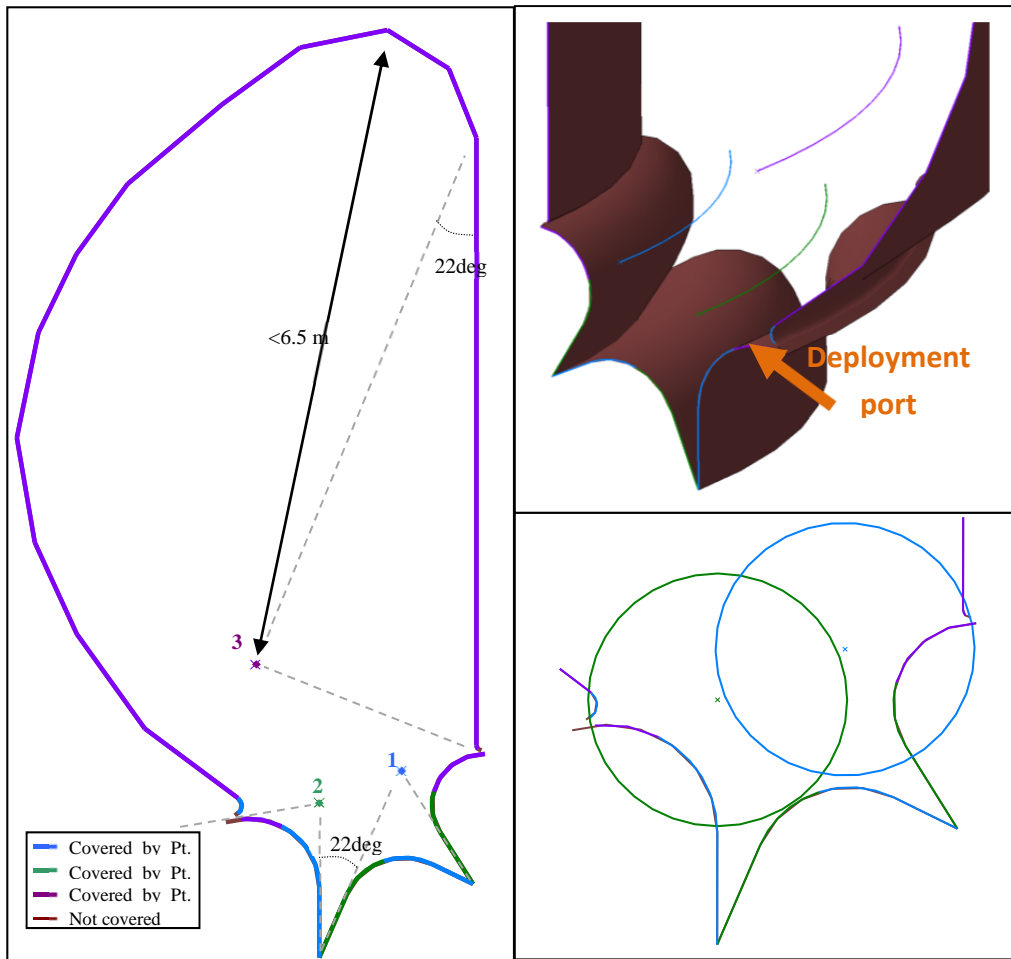 22deg
<6.5 m
3
1
2
22deg
Covered by Pt.
Covered by Pt.
Covered by Pt.
Not covered
Deployment
port